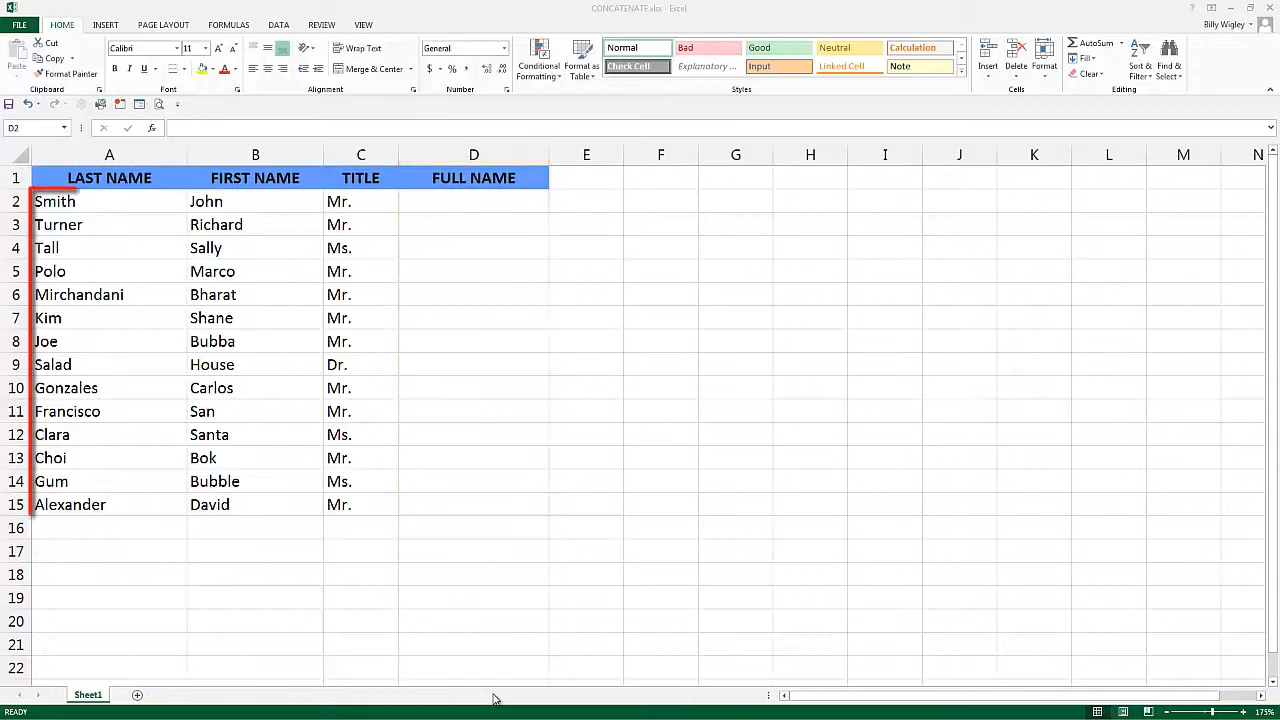 CONCATENATE.xlsx - Excel
FILE HOME INSERT PAGE LAYOUT FORMULAS DATA REVIEW VIEW Billy Wigley
Paste Cut Copy Format Painter Clipboard
Calibri 11 A A B I U A Font
Wrap Text Merge & Center Alignment
General $ % , Number
Conditional Formatting Format as Table
Normal Bad Good Neutral Calculation
Check Cell Explanatory ... Input Linked Cell Note
Styles
Insert Delete Format Cells
AutoSum Fill Clear Sort & Filter Find & Select Editing
D2 fx
A B C D E F G H I J K L M N
1 LAST NAME FIRST NAME TITLE FULL NAME
2 Smith John Mr.
3 Turner Richard Mr.
4 Tall Sally Ms.
5 Polo Marco Mr.
6 Mirchandani Bharat Mr.
7 Kim Shane Mr.
8 Joe Bubba Mr.
9 Salad House Dr.
10 Gonzales Carlos Mr.
11 Francisco San Mr.
12 Clara Santa Ms.
13 Choi Bok Mr.
14 Gum Bubble Ms.
15 Alexander David Mr.
16
17
18
19
20
21
22
Sheet1
READY 175%